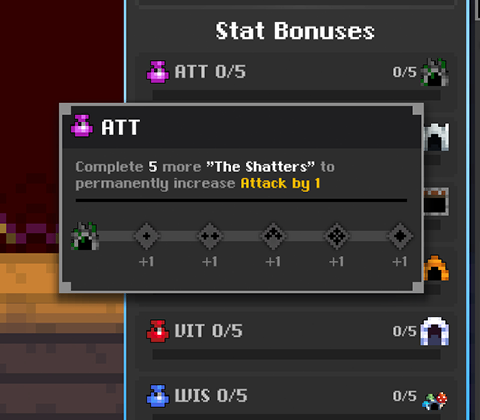 Stat Bonuses
ATT 0/5 0/5
ATT
Complete 5 more "The Shatters" to
permanently increase Attack by 1
+1 +1 +1 +1 +1
VIT 0/5 0/5
WIS 0/5 0/5